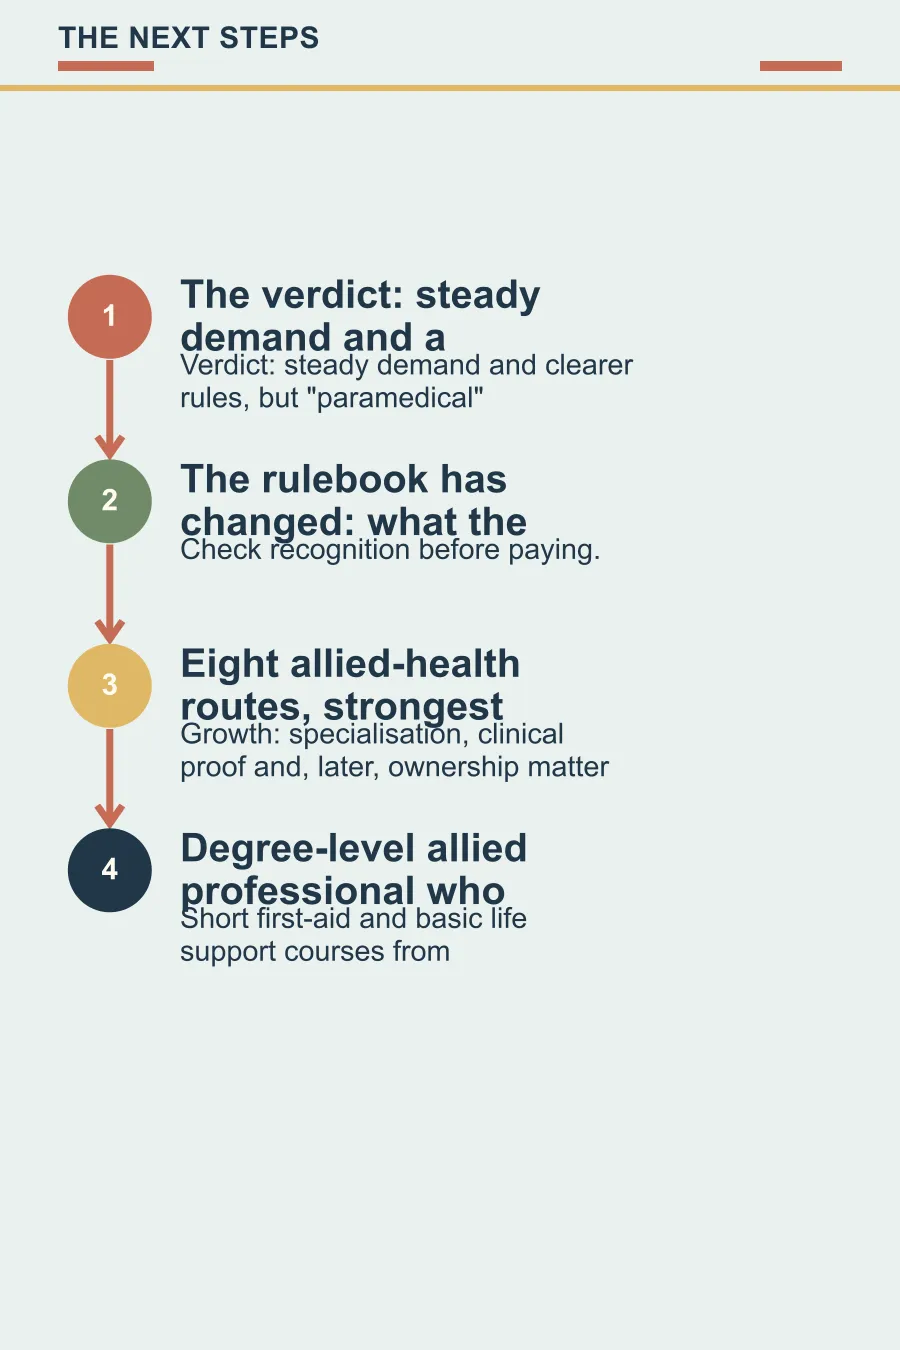 THE NEXT STEPS
1
The verdict: steady
demand and a
Verdict: steady demand and clearer
rules, but "paramedical"
2
The rulebook has
changed: what the
Check recognition before paying.
3
Eight allied-health
routes, strongest
Growth: specialisation, clinical
proof and, later, ownership matter
4
Degree-level allied
professional who
Short first-aid and basic life
support courses from